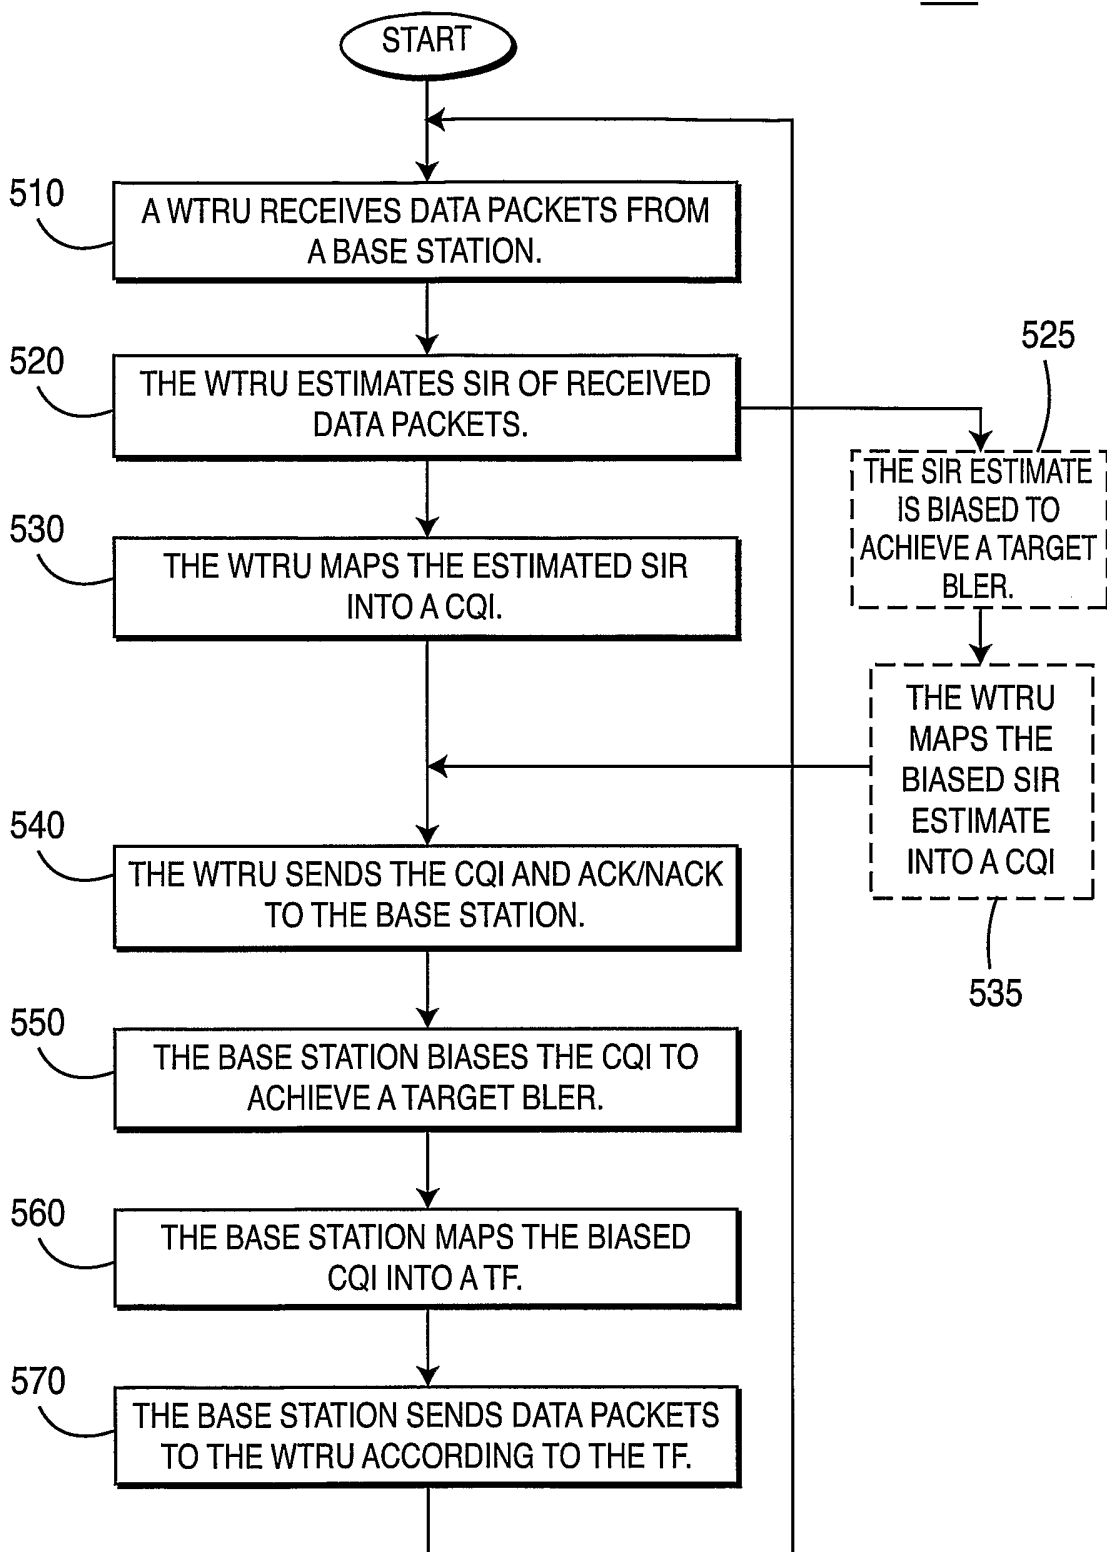 START
510
A WTRU RECEIVES DATA PACKETS FROM
A BASE STATION.
520
THE WTRU ESTIMATES SIR OF RECEIVED
DATA PACKETS.
525
THE SIR ESTIMATE
IS BIASED TO
ACHIEVE A TARGET
BLER.
530
THE WTRU MAPS THE ESTIMATED SIR
INTO A CQI.
THE WTRU
MAPS THE
BIASED SIR
ESTIMATE
INTO A CQI
535
540
THE WTRU SENDS THE CQI AND ACK/NACK
TO THE BASE STATION.
550
THE BASE STATION BIASES THE CQI TO
ACHIEVE A TARGET BLER.
560
THE BASE STATION MAPS THE BIASED
CQI INTO A TF.
570
THE BASE STATION SENDS DATA PACKETS
TO THE WTRU ACCORDING TO THE TF.